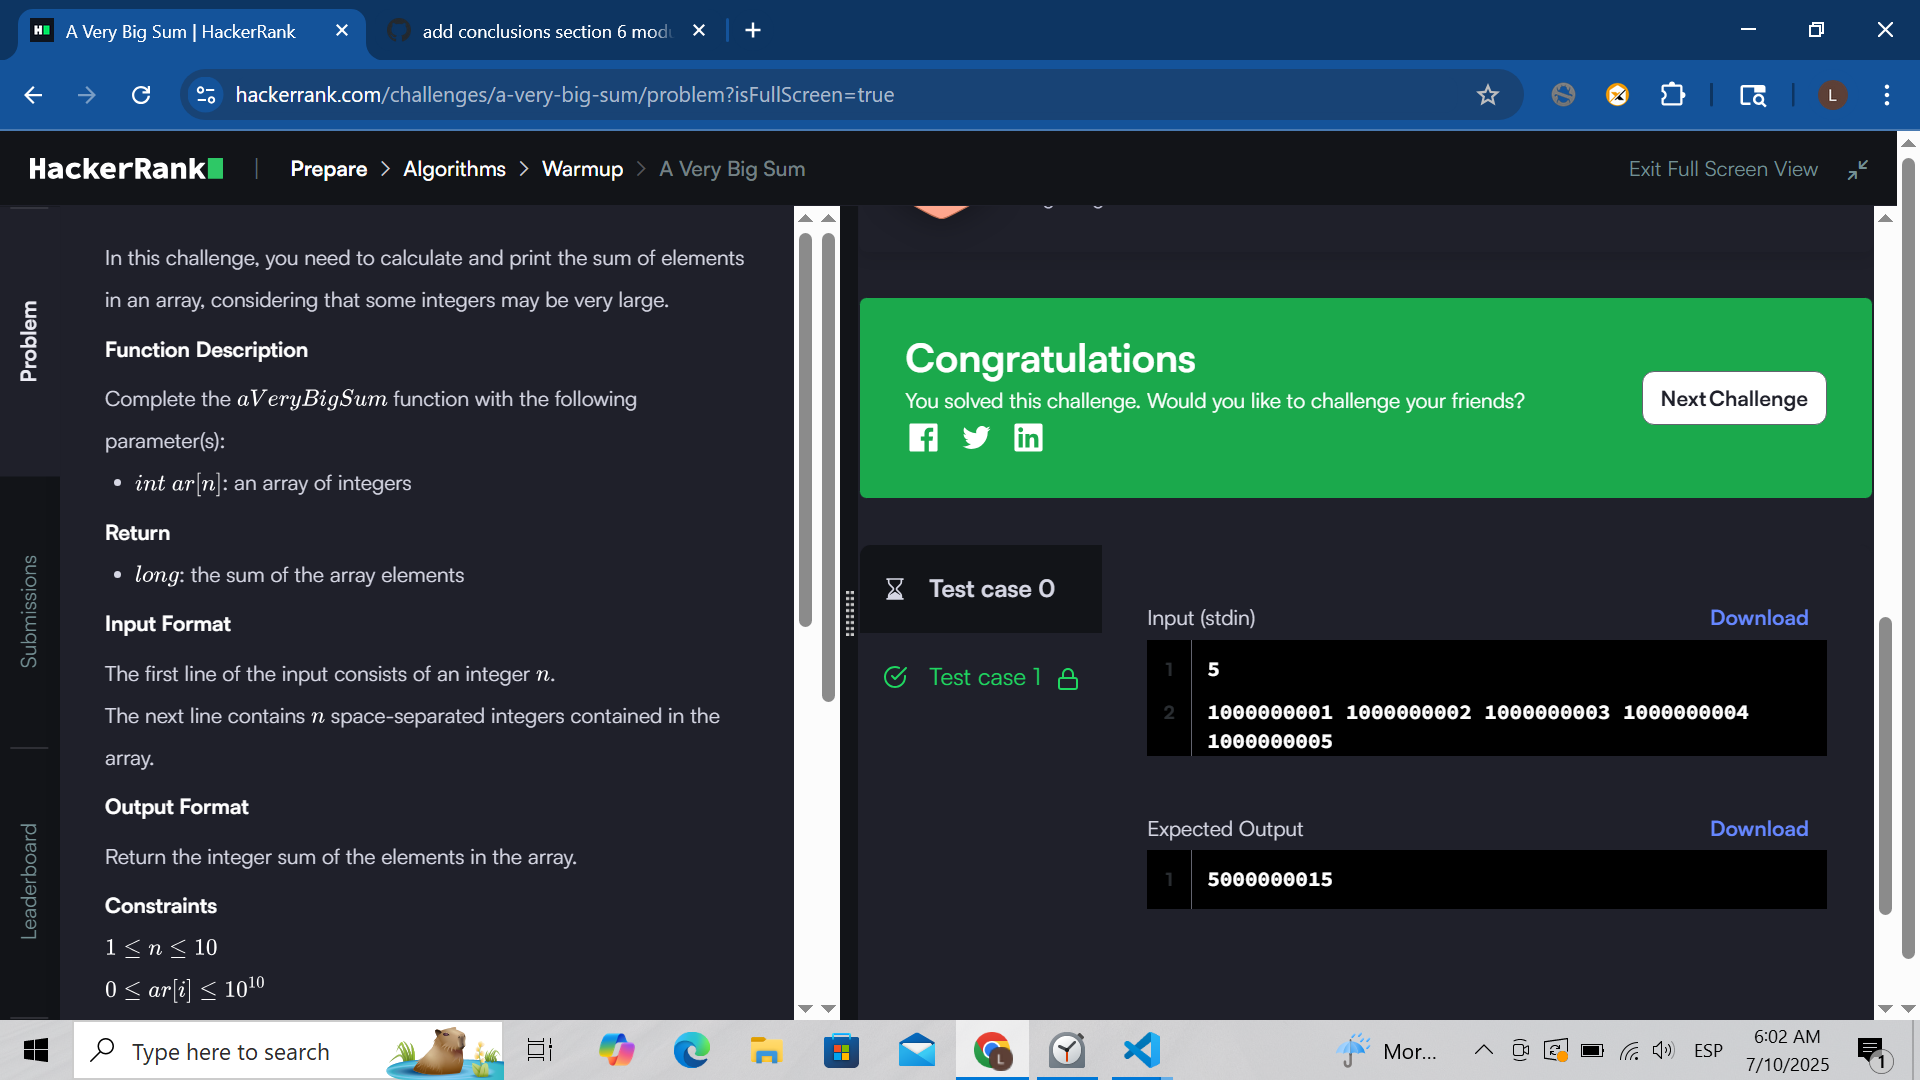 A Very Big Sum | HackerRank
add conclusions section 6 modu
hackerrank.com/challenges/a-very-big-sum/problem?isFullScreen=true
L
HackerRank
Prepare > Algorithms > Warmup > A Very Big Sum
Exit Full Screen View
Problem
Submissions
Leaderboard
In this challenge, you need to calculate and print the sum of elements
in an array, considering that some integers may be very large.
Function Description
Complete the aVeryBigSum function with the following
parameter(s):
• int ar[n]: an array of integers
Return
• long: the sum of the array elements
Input Format
The first line of the input consists of an integer n.
The next line contains n space-separated integers contained in the
array.
Output Format
Return the integer sum of the elements in the array.
Constraints
1 ≤ n ≤ 10
0 ≤ ar[i] ≤ 10¹⁰
Congratulations
You solved this challenge. Would you like to challenge your friends?
Next Challenge
Test case 0
Test case 1
Input (stdin)
Download
1 5
2 1000000001 1000000002 1000000003 1000000004
1000000005
Expected Output
Download
1 5000000015
Type here to search
L
Mor...
ESP
6:02 AM
7/10/2025
1